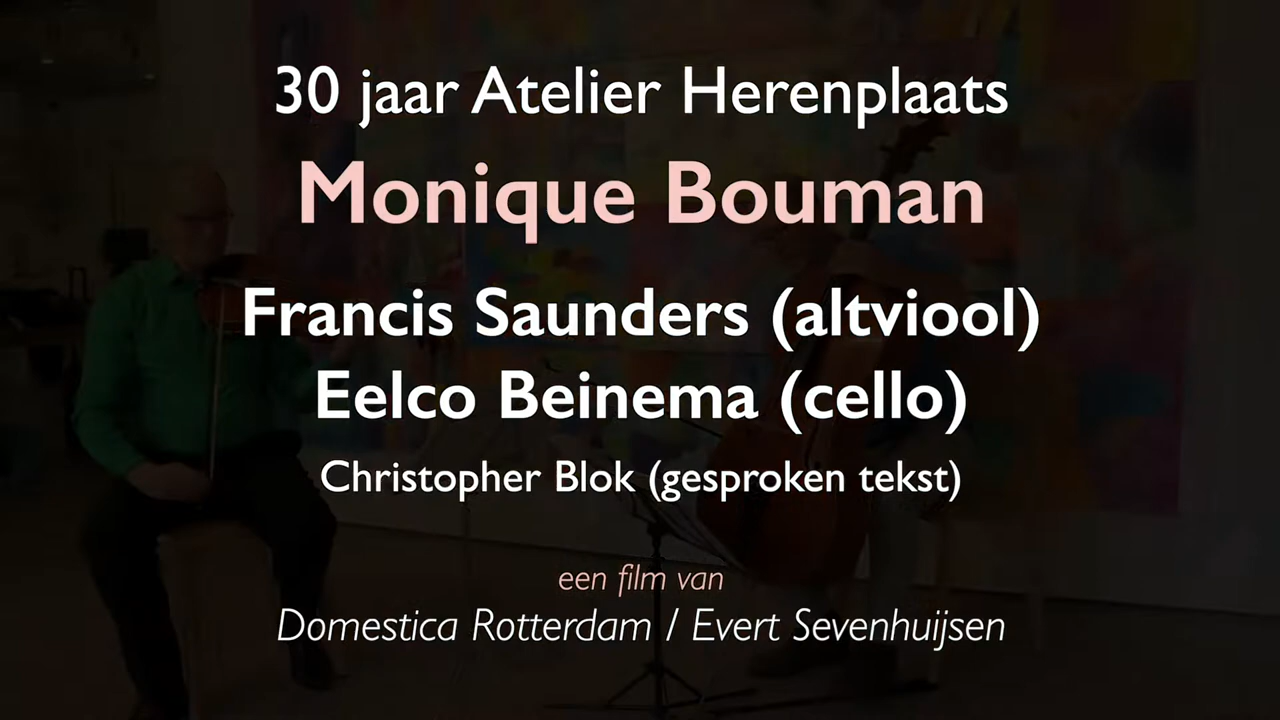 30 jaar Atelier Herenplaats
Monique Bouman
Francis Saunders (altviool)
Eelco Beinema (cello)
Christopher Blok (gesproken tekst)
een film van
Domestica Rotterdam / Evert Sevenhuijsen